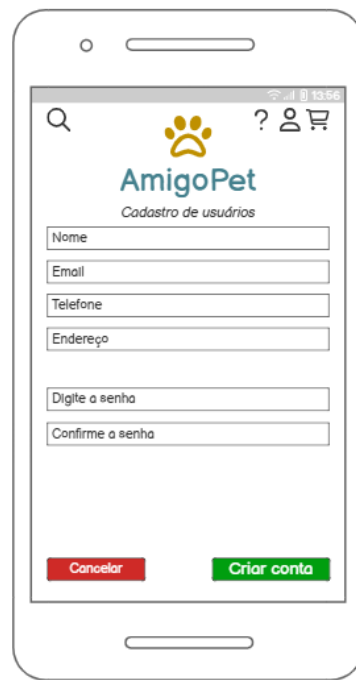 13:56
?
AmigoPet
Cadastro de usuários
Nome
Email
Telefone
Endereço
Digite a senha
Confirme a senha
Cancelar
Criar conta